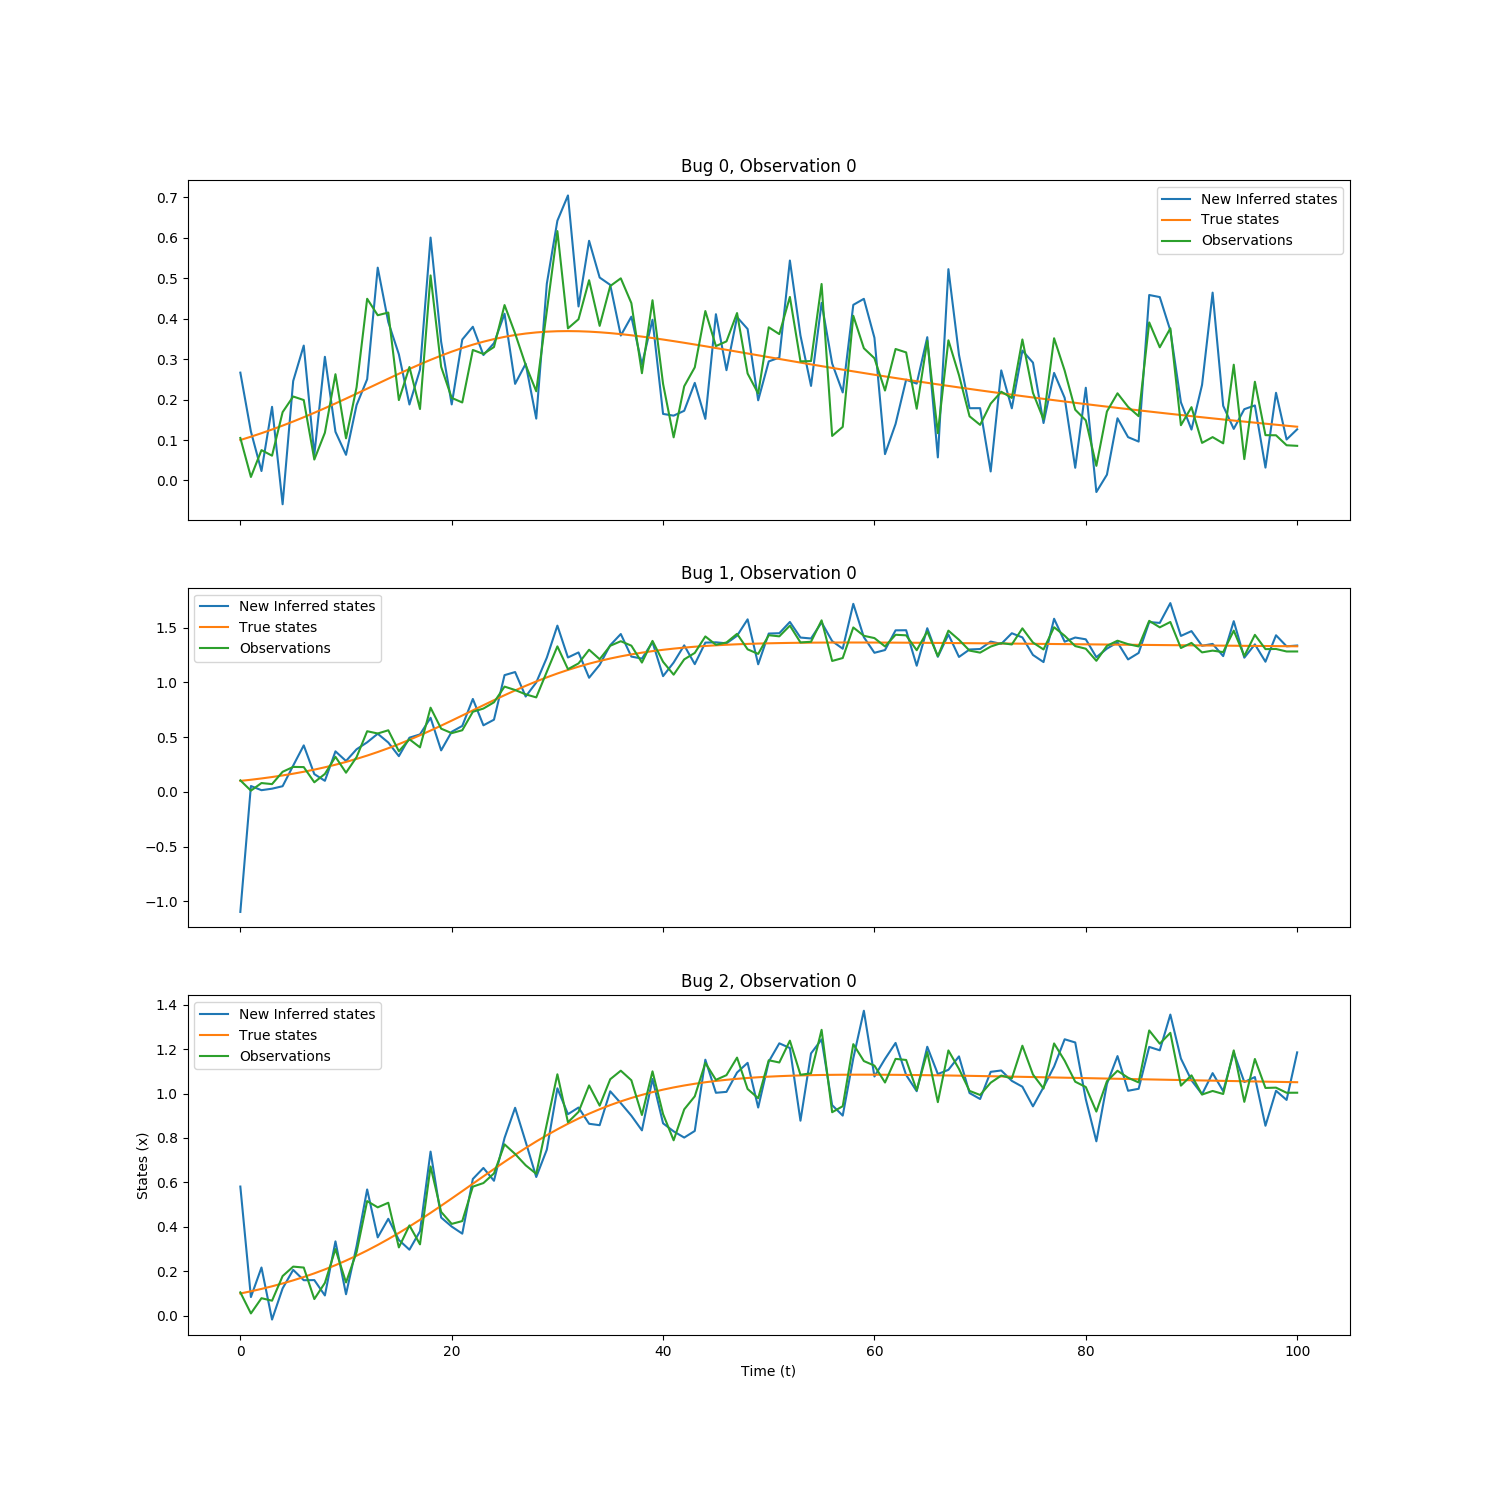 Bug 0, Observation 0
0.7
0.6
0.5
0.4
0.3
0.2
0.1
0.0
New Inferred states
True states
Observations
Bug 1, Observation 0
1.5
1.0
0.5
0.0
−0.5
−1.0
New Inferred states
True states
Observations
Bug 2, Observation 0
1.4
1.2
1.0
0.8
0.6
0.4
0.2
0.0
States (x)
New Inferred states
True states
Observations
0 20 40 60 80 100
Time (t)